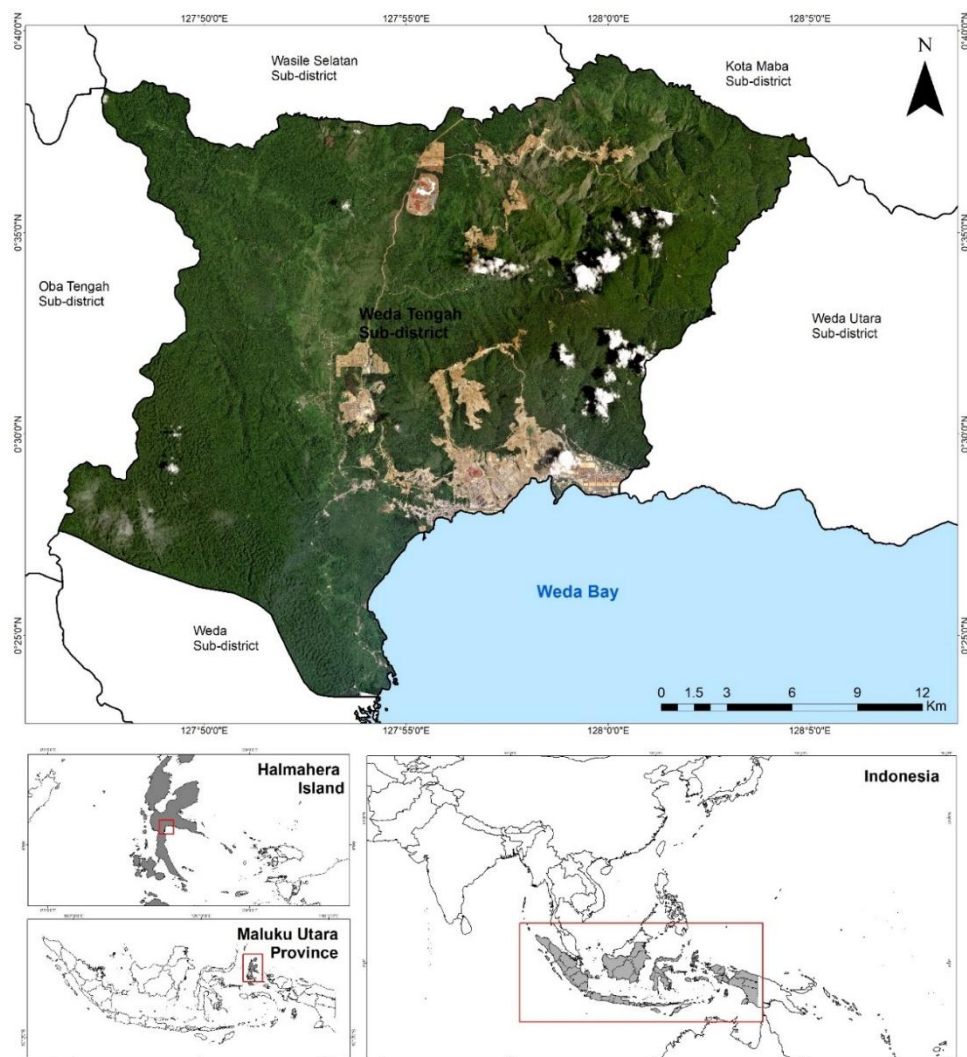 127°50'0"E 127°55'0"E 128°0'0"E 128°5'0"E
0°40'0"N
0°40'0"N
Wasile Selatan
Sub-district
Kota Maba
Sub-district
N
0°35'0"N
0°35'0"N
Oba Tengah
Sub-district
Weda Tengah
Sub-district
Weda Utara
Sub-district
0°30'0"N
0°30'0"N
Weda Bay
Weda
Sub-district
0°25'0"N
0°25'0"N
0 1.5 3 6 9 12
Km
127°50'0"E 127°55'0"E 128°0'0"E 128°5'0"E
Halmahera
Island
Indonesia
Maluku Utara
Province